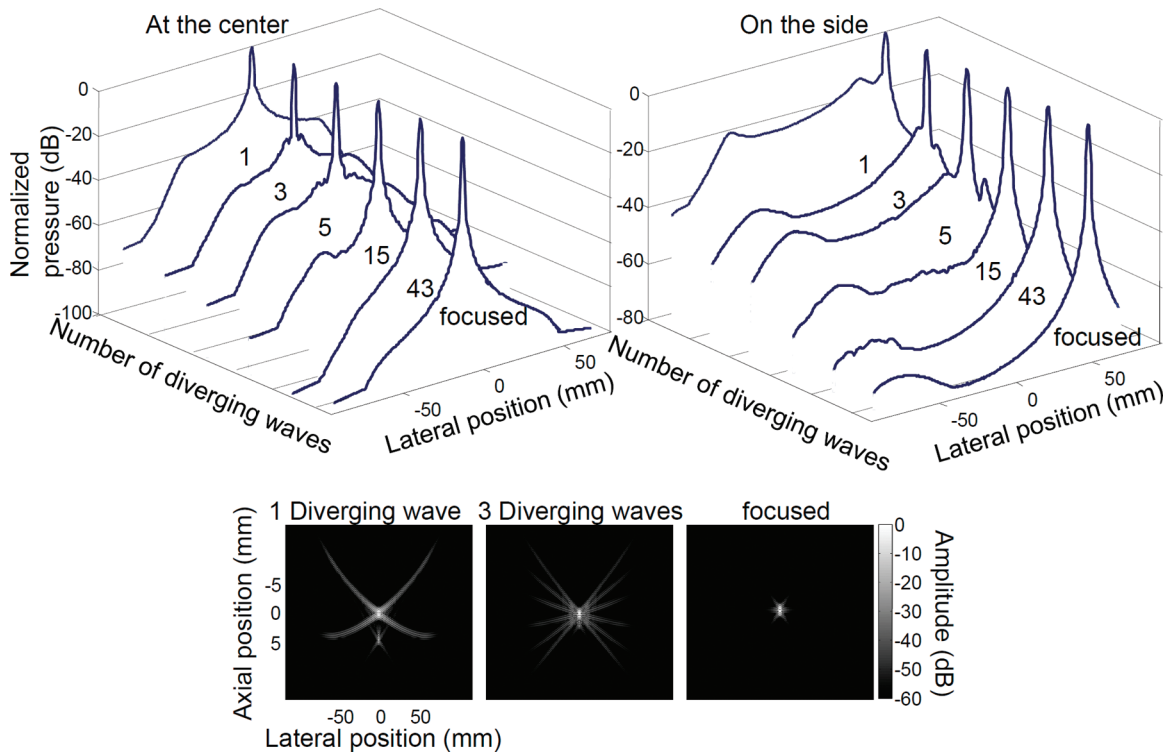 At the center
0
-20
-40
-60
-80
-100
Normalized
pressure (dB)
1
3
5
15
43
focused
Number of diverging waves
-50
0
50
Lateral position (mm)
On the side
0
-20
-40
-60
-80
1
3
5
15
43
focused
Number of diverging waves
-50
0
50
Lateral position (mm)
1 Diverging wave
3 Diverging waves
focused
Axial position (mm)
-5
0
5
-50
0
50
Lateral position (mm)
0
-10
-20
-30
-40
-50
-60
Amplitude (dB)